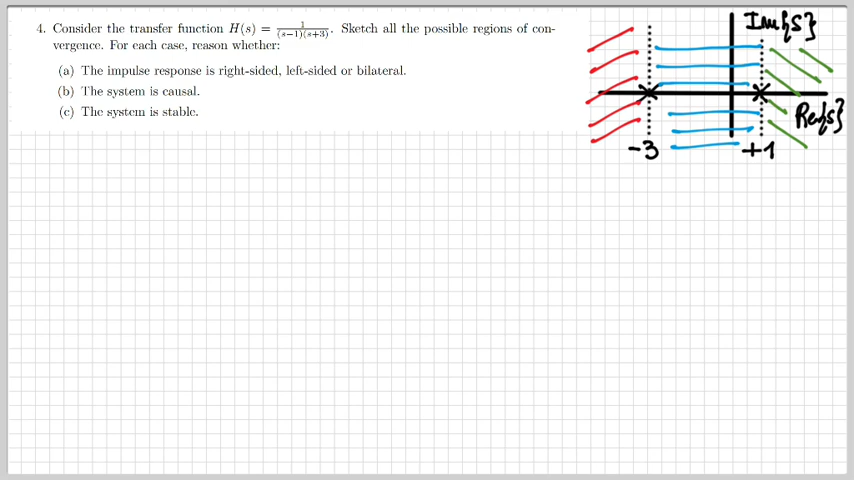 4. Consider the transfer function H(s) = 1/((s−1)(s+3)). Sketch all the possible regions of con-
vergence. For each case, reason whether:
(a) The impulse response is right-sided, left-sided or bilateral.
(b) The system is causal.
(c) The system is stable.
Im{s}
Re{s}
-3
+1